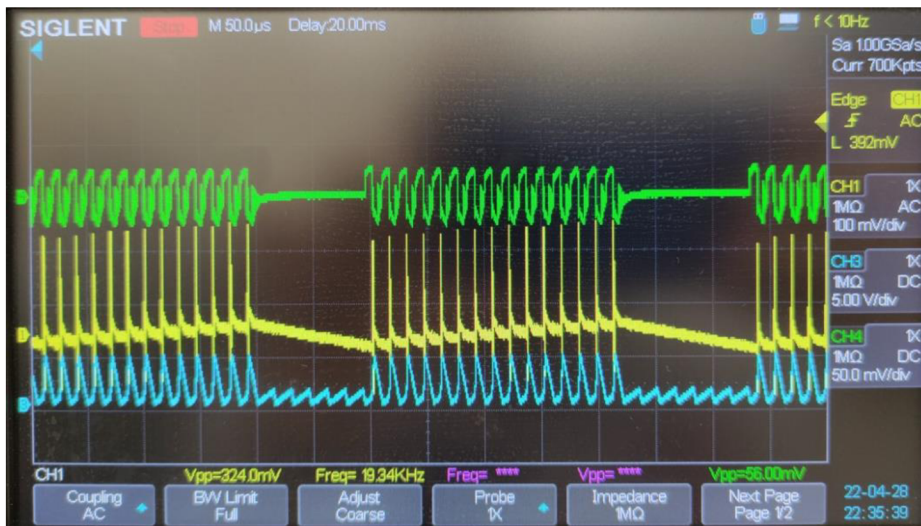 SIGLENT Stop M 50.0μs Delay:20.00ms f < 10Hz
Sa 1.00GSa/s
Curr 700Kpts
Edge CH1
AC
L 392mV
CH1 1X
1MΩ AC
100 mV/div
CH3 1X
1MΩ DC
5.00 V/div
CH4 1X
1MΩ DC
50.0 mV/div
CH1 Vpp=324.0mV Freq= 19.34KHz Freq= **** Vpp= **** Vpp=56.00mV
Coupling
AC
BW Limit
Full
Adjust
Coarse
Probe
1X
Impedance
1MΩ
Next Page
Page 1/2
22-04-28
22:35:39